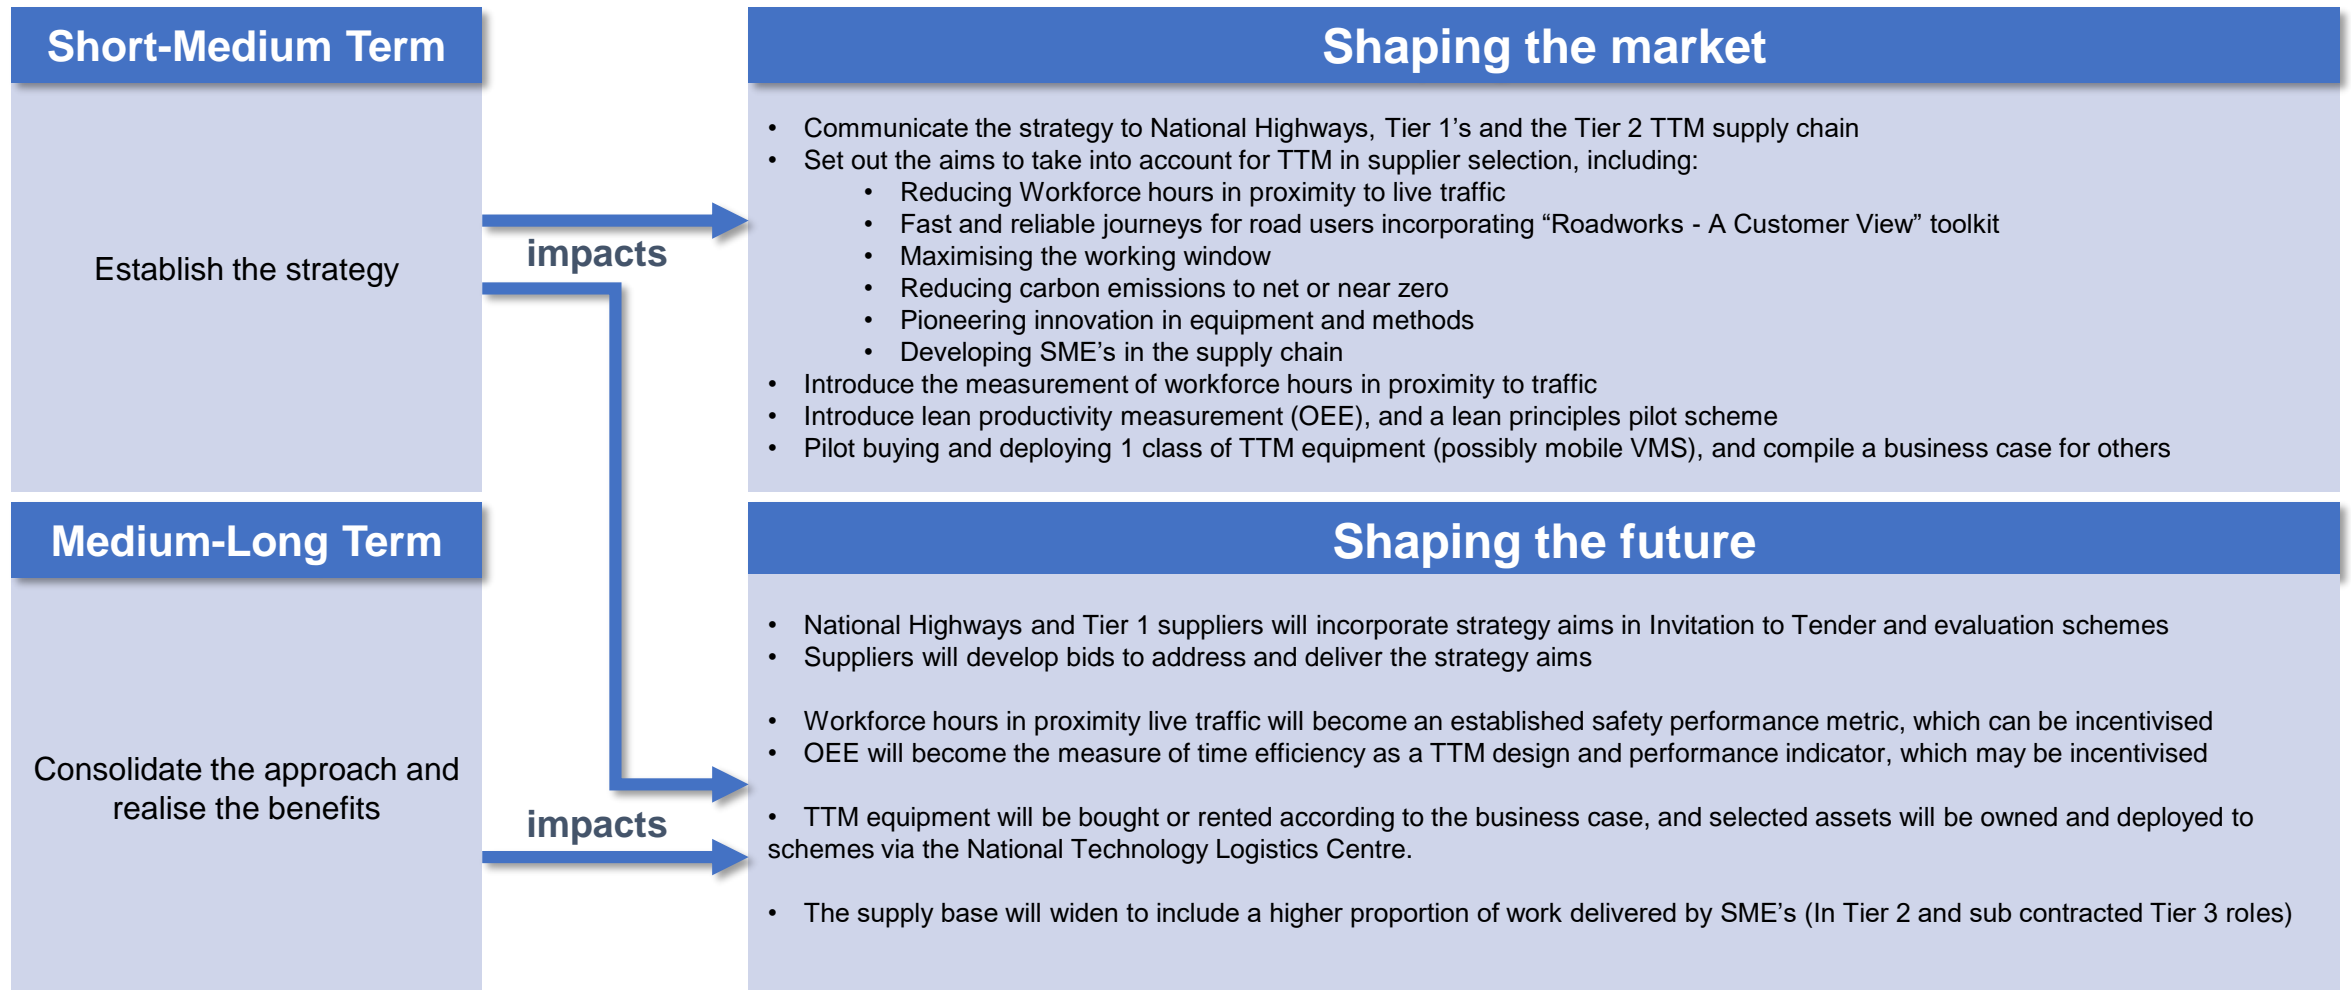 Short-Medium Term
Establish the strategy
impacts
Shaping the market
• Communicate the strategy to National Highways, Tier 1’s and the Tier 2 TTM supply chain
• Set out the aims to take into account for TTM in supplier selection, including:
• Reducing Workforce hours in proximity to live traffic
• Fast and reliable journeys for road users incorporating “Roadworks - A Customer View” toolkit
• Maximising the working window
• Reducing carbon emissions to net or near zero
• Pioneering innovation in equipment and methods
• Developing SME’s in the supply chain
• Introduce the measurement of workforce hours in proximity to traffic
• Introduce lean productivity measurement (OEE), and a lean principles pilot scheme
• Pilot buying and deploying 1 class of TTM equipment (possibly mobile VMS), and compile a business case for others
Medium-Long Term
Consolidate the approach and
realise the benefits
impacts
Shaping the future
• National Highways and Tier 1 suppliers will incorporate strategy aims in Invitation to Tender and evaluation schemes
• Suppliers will develop bids to address and deliver the strategy aims
• Workforce hours in proximity live traffic will become an established safety performance metric, which can be incentivised
• OEE will become the measure of time efficiency as a TTM design and performance indicator, which may be incentivised
• TTM equipment will be bought or rented according to the business case, and selected assets will be owned and deployed to
schemes via the National Technology Logistics Centre.
• The supply base will widen to include a higher proportion of work delivered by SME’s (In Tier 2 and sub contracted Tier 3 roles)